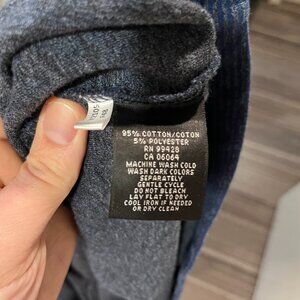 95% COTTON/COTON
5% POLYESTER
RN 99428
CA 06064
MACHINE WASH COLD
WASH DARK COLORS
SEPARATELY
GENTLE CYCLE
DO NOT BLEACH
LAY FLAT TO DRY
COOL IRON IF NEEDED
OR DRY CLEAN